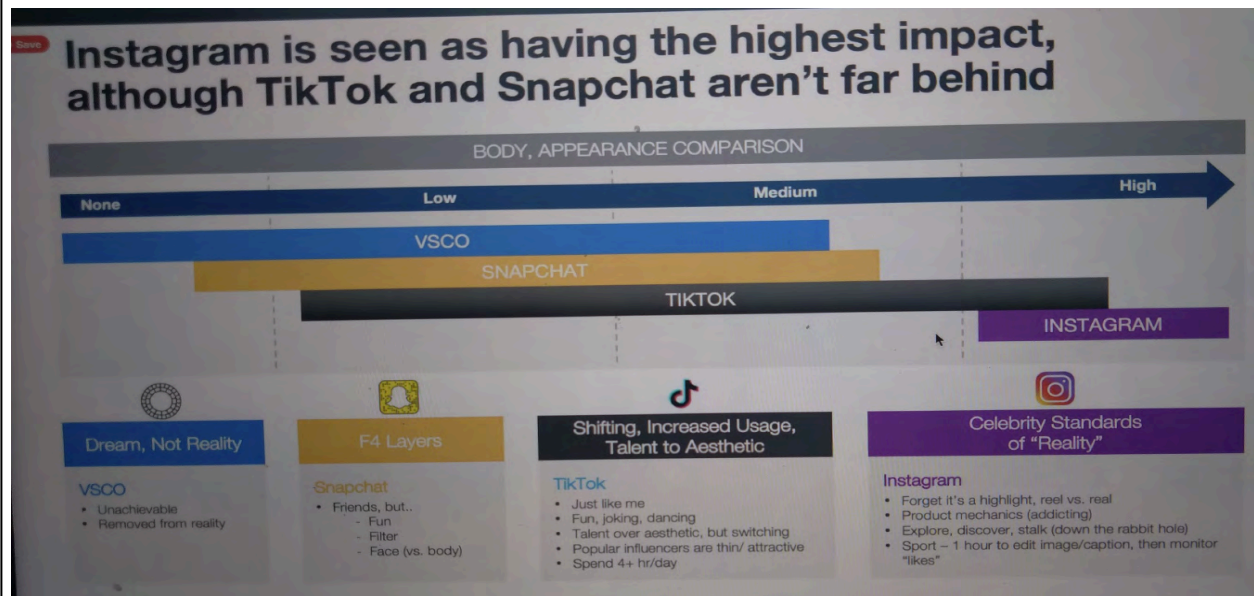 Save
Instagram is seen as having the highest impact,
although TikTok and Snapchat aren't far behind
BODY, APPEARANCE COMPARISON
None Low Medium High
VSCO
SNAPCHAT
TIKTOK
INSTAGRAM
Dream, Not Reality
VSCO
• Unachievable
• Removed from reality
F4 Layers
Snapchat
• Friends, but..
- Fun
- Filter
- Face (vs. body)
Shifting, Increased Usage,
Talent to Aesthetic
TikTok
• Just like me
• Fun, joking, dancing
• Talent over aesthetic, but switching
• Popular influencers are thin/ attractive
• Spend 4+ hr/day
Celebrity Standards
of "Reality"
Instagram
• Forget it's a highlight, reel vs. real
• Product mechanics (addicting)
• Explore, discover, stalk (down the rabbit hole)
• Sport – 1 hour to edit image/caption, then monitor
"likes"